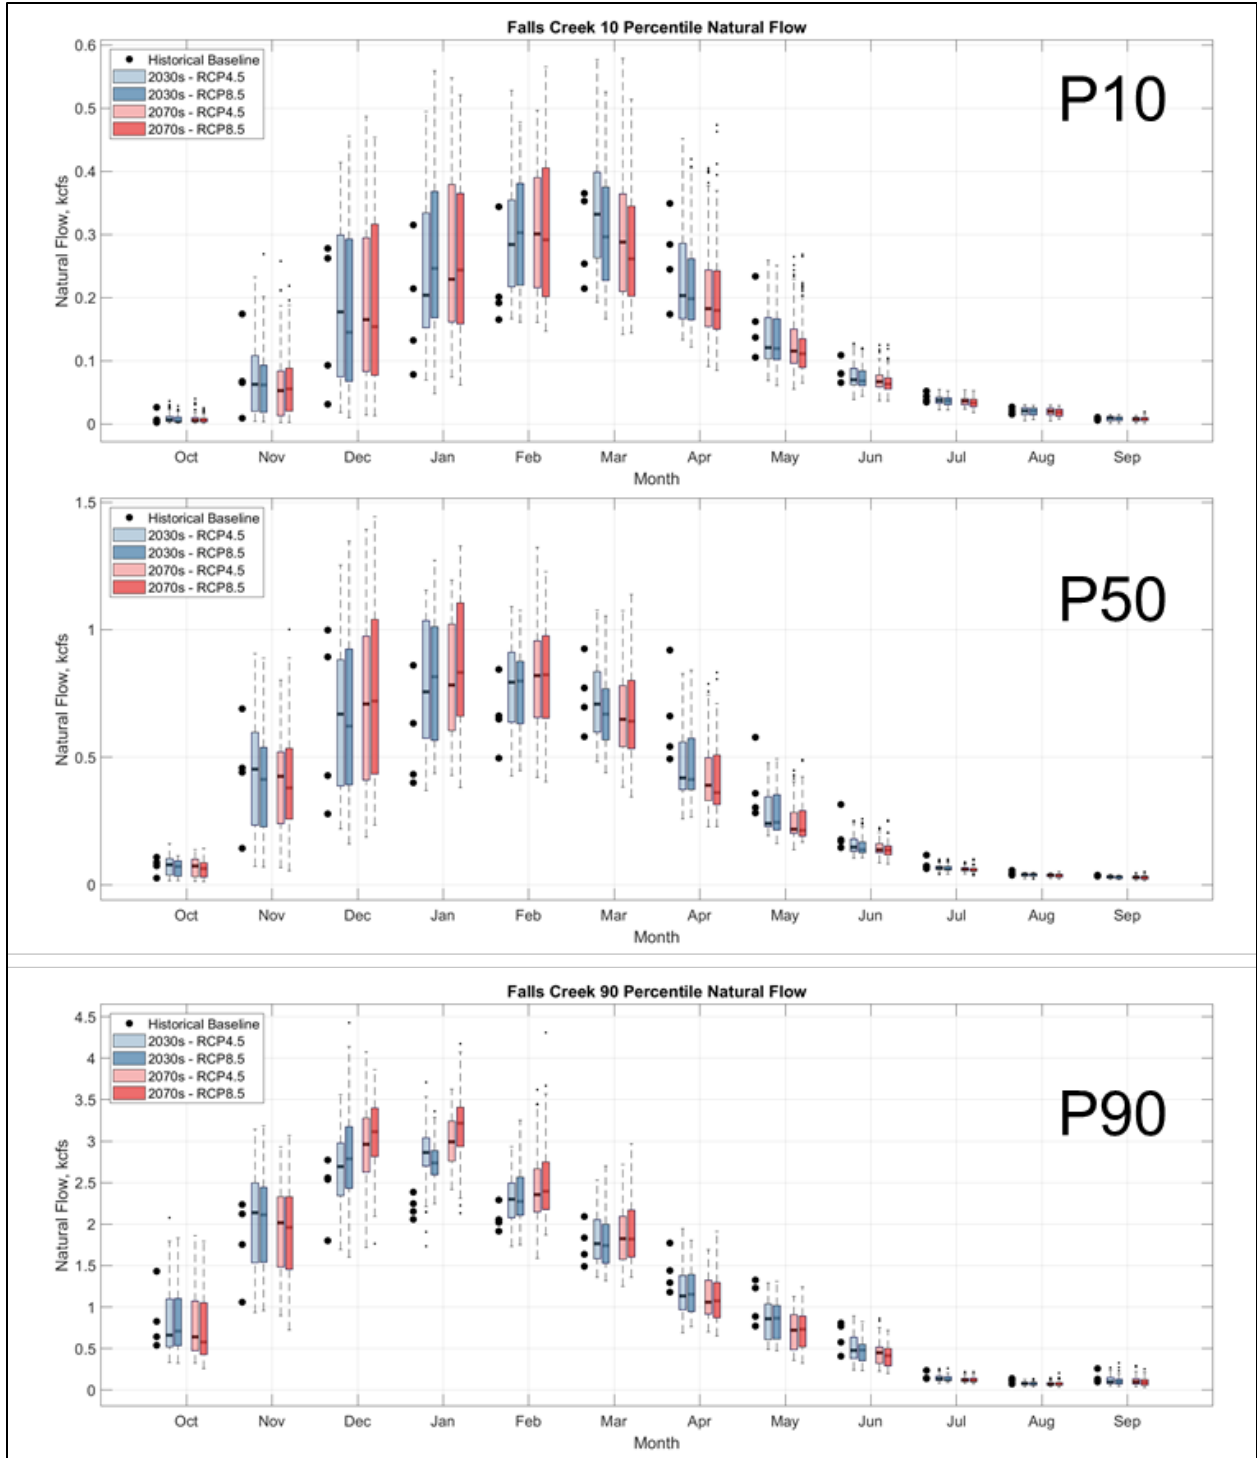 Falls Creek 10 Percentile Natural Flow
P10
Historical Baseline
2030s - RCP4.5
2030s - RCP8.5
2070s - RCP4.5
2070s - RCP8.5
Natural Flow, kcfs
0.6
0.5
0.4
0.3
0.2
0.1
0
Oct Nov Dec Jan Feb Mar Apr May Jun Jul Aug Sep
Month
P50
Historical Baseline
2030s - RCP4.5
2030s - RCP8.5
2070s - RCP4.5
2070s - RCP8.5
Natural Flow, kcfs
1.5
1
0.5
0
Oct Nov Dec Jan Feb Mar Apr May Jun Jul Aug Sep
Month
Falls Creek 90 Percentile Natural Flow
P90
Historical Baseline
2030s - RCP4.5
2030s - RCP8.5
2070s - RCP4.5
2070s - RCP8.5
Natural Flow, kcfs
4.5
4
3.5
3
2.5
2
1.5
1
0.5
0
Oct Nov Dec Jan Feb Mar Apr May Jun Jul Aug Sep
Month